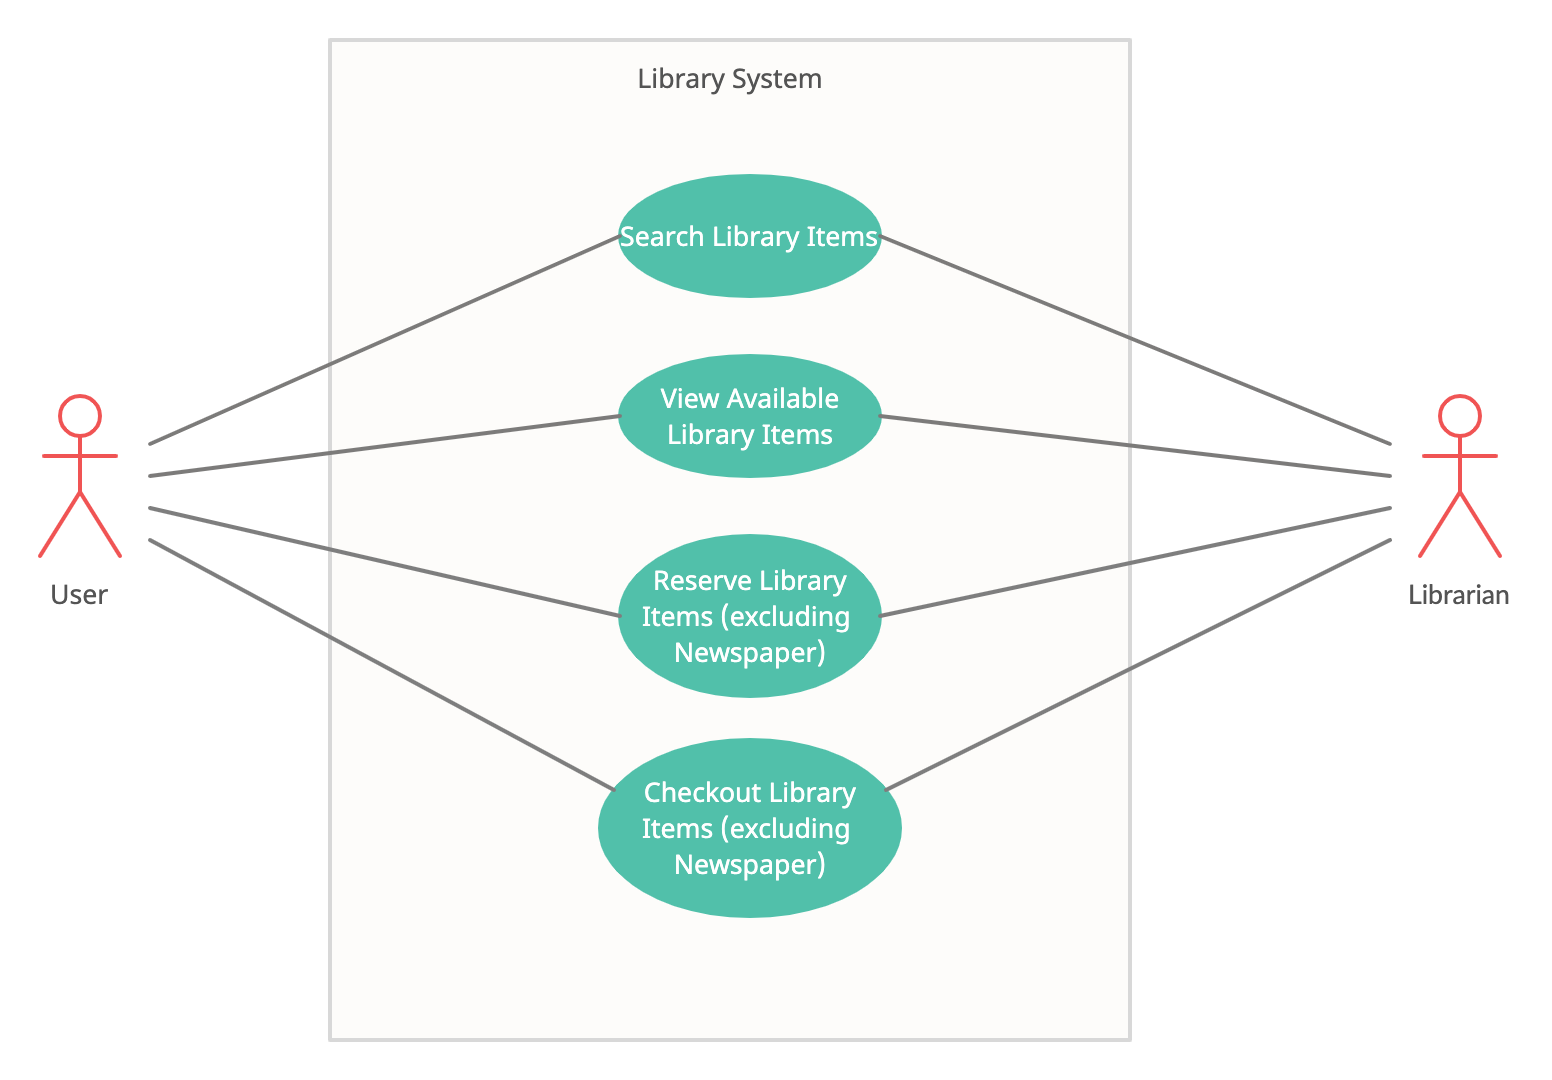 Library System
Search Library Items
View Available
Library Items
Reserve Library
Items (excluding
Newspaper)
Checkout Library
Items (excluding
Newspaper)
User
Librarian